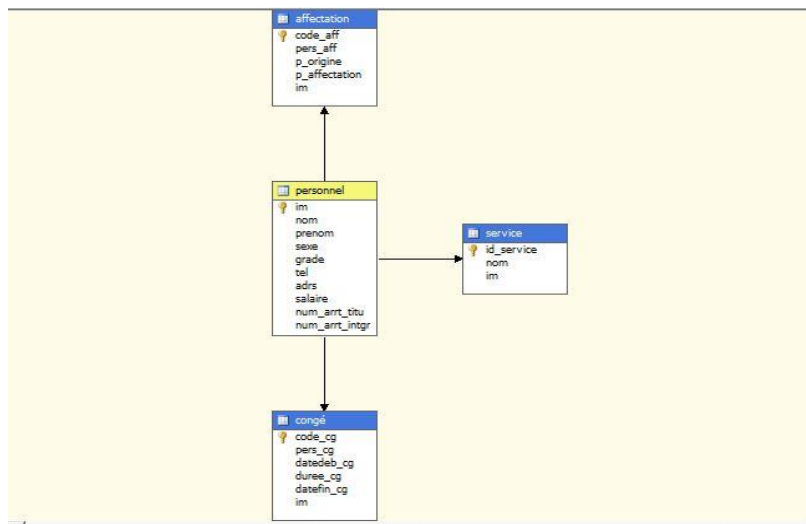 affectation
code_aff
pers_aff
p_origine
p_affectation
im
personnel
im
nom
prenom
sexe
grade
tel
adrs
salaire
num_arrt_titu
num_arrt_intgr
service
id_service
nom
im
congé
code_cg
pers_cg
datedeb_cg
duree_cg
datefin_cg
im